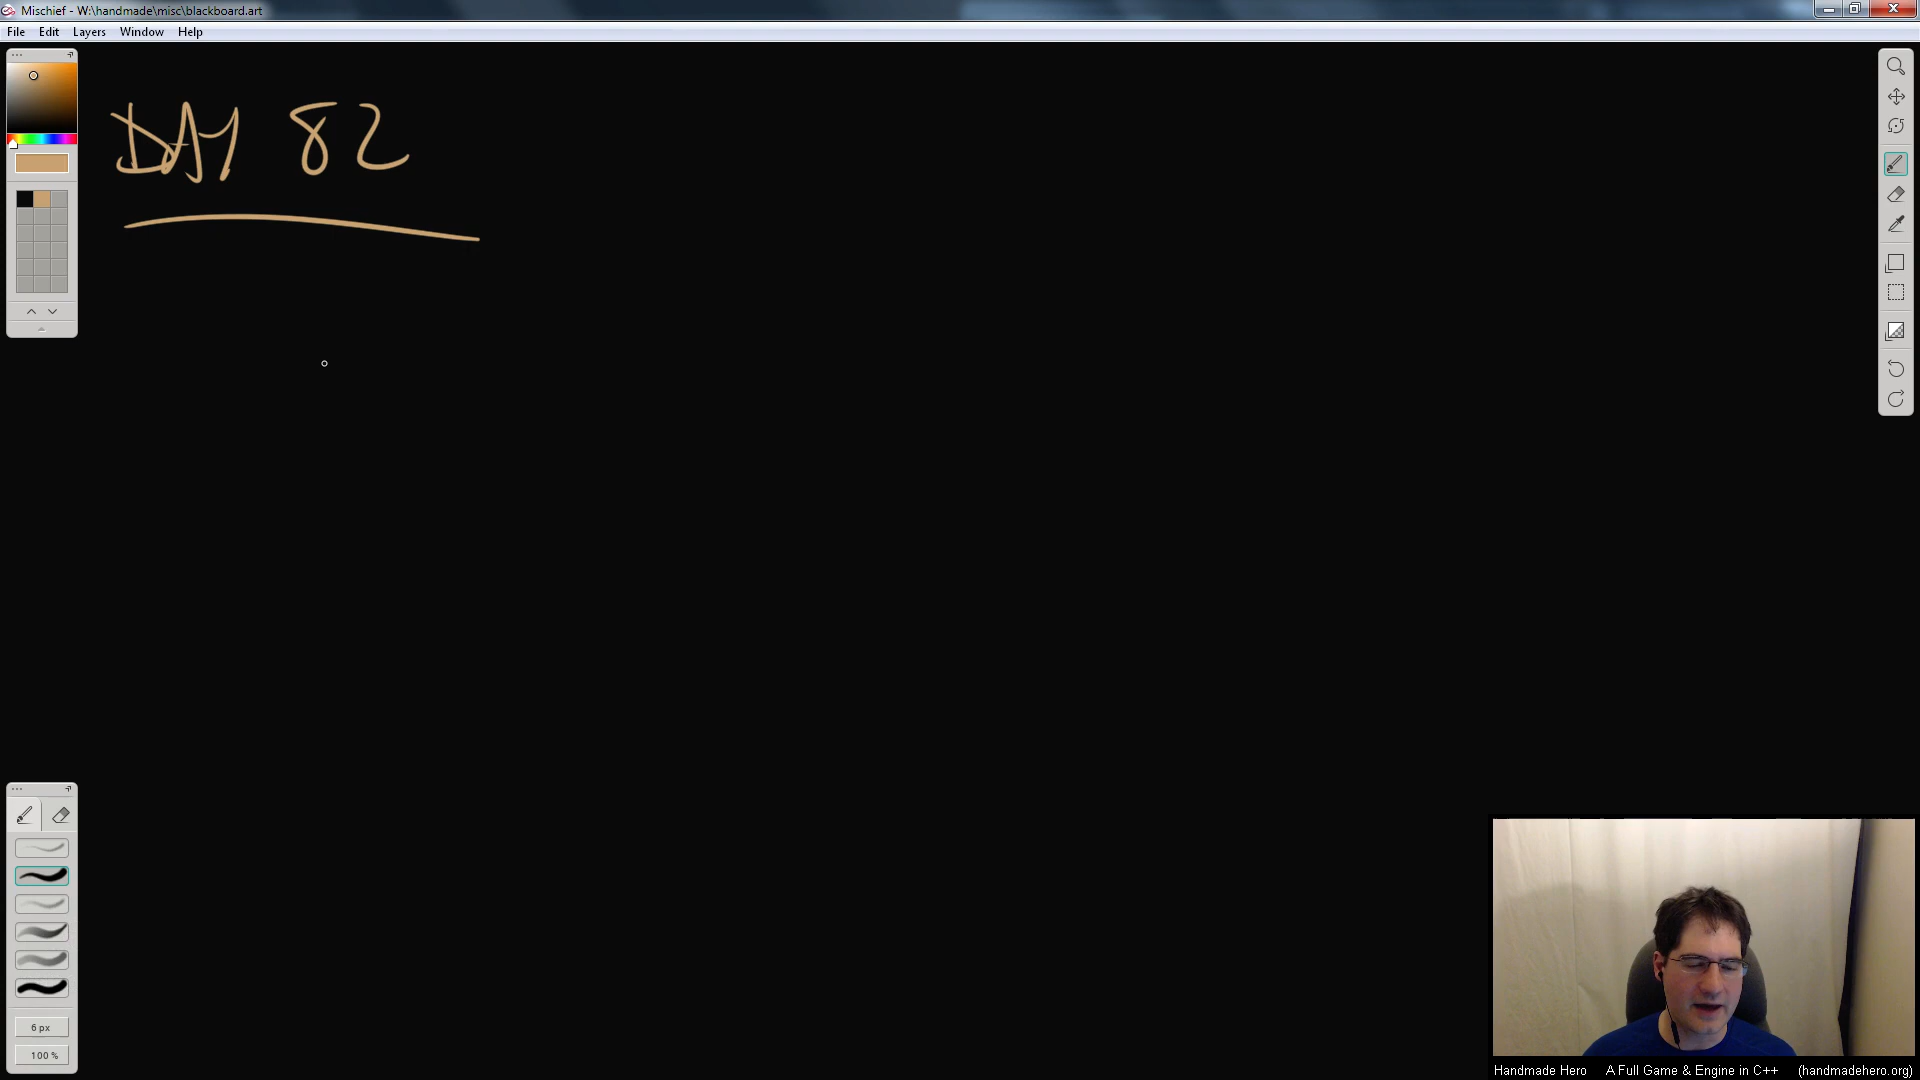 Mischief - W:\handmade\misc\blackboard.art
File Edit Layers Window Help
DAY 82
6 px
100 %
Handmade Hero A Full Game & Engine in C++ (handmadehero.org)